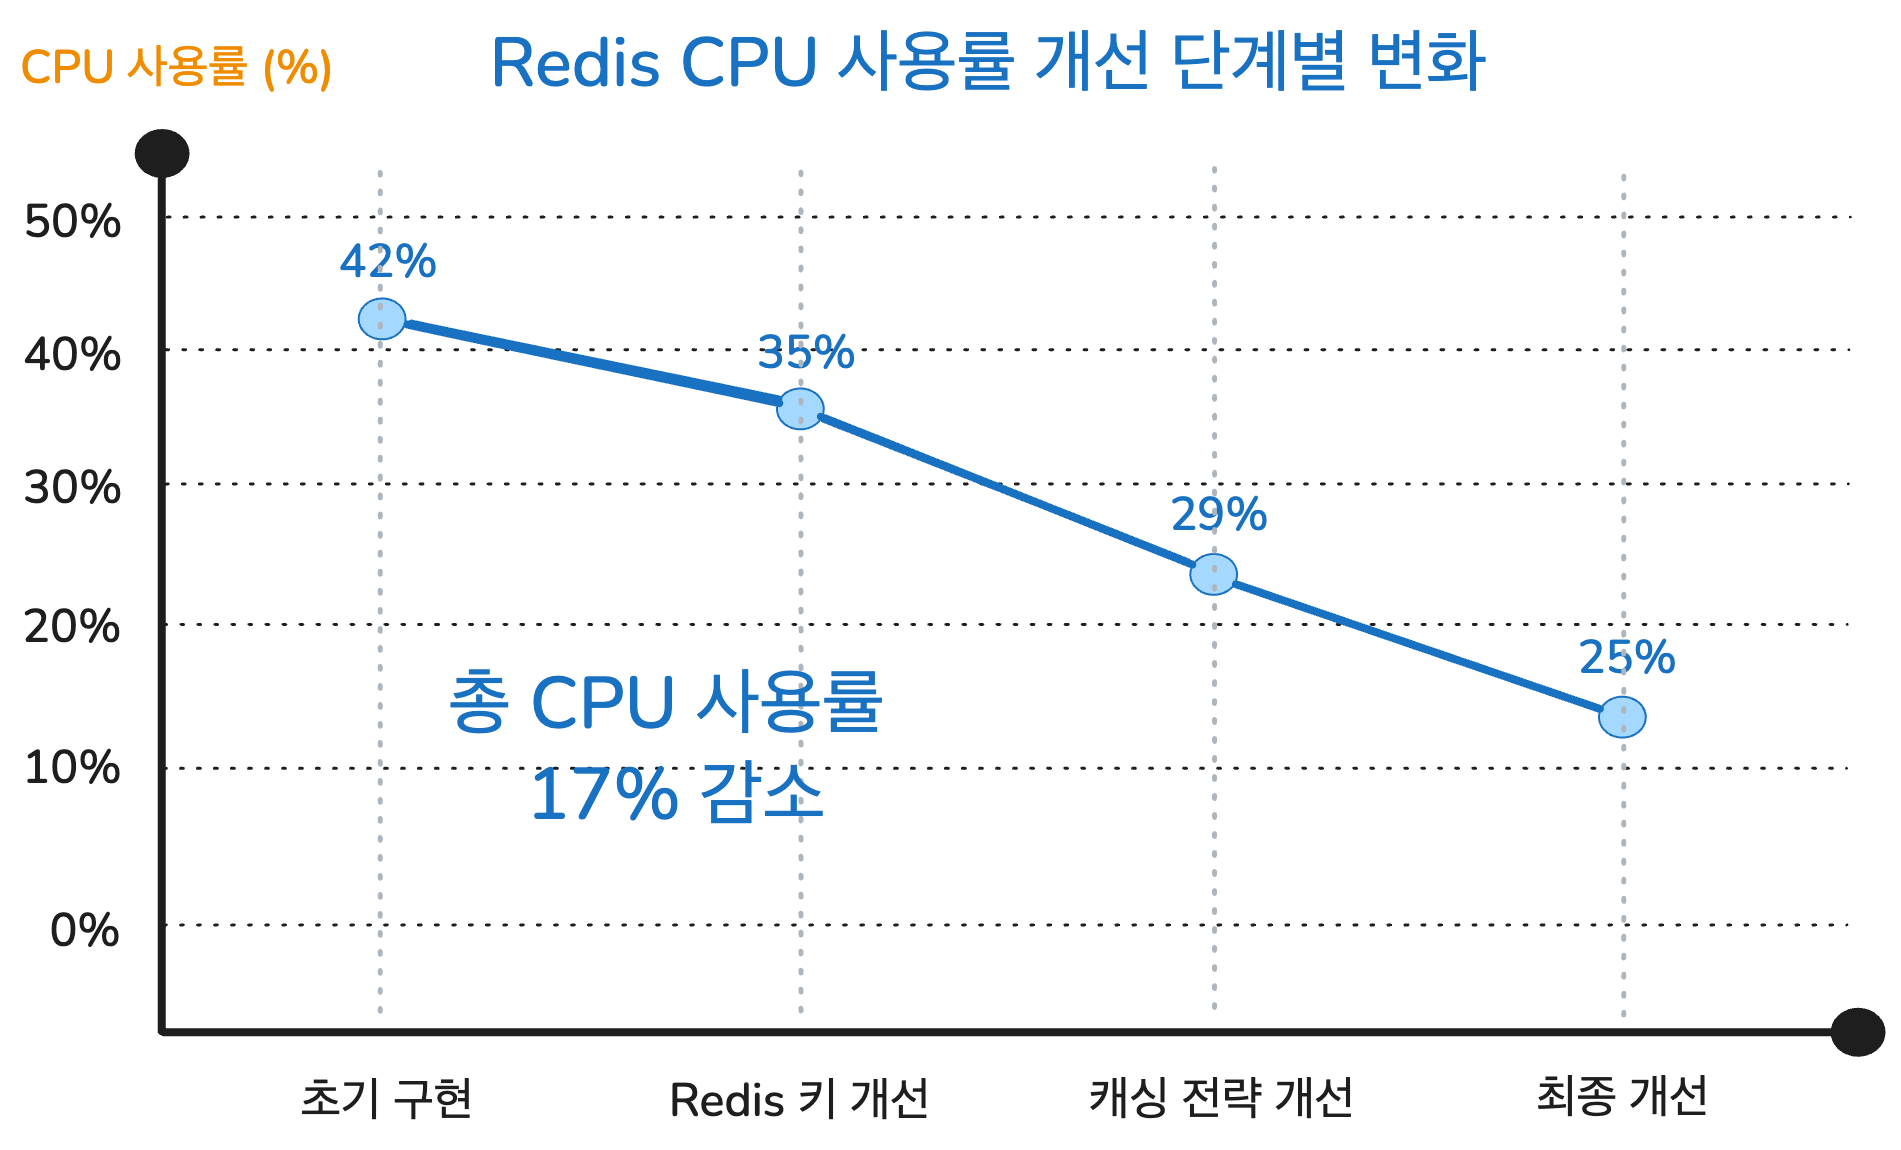 CPU 사용률 (%)
Redis CPU 사용률 개선 단계별 변화
50%
42%
40%
35%
30%
29%
20%
25%
총 CPU 사용률
17% 감소
10%
0%
초기 구현
Redis 키 개선
캐싱 전략 개선
최종 개선